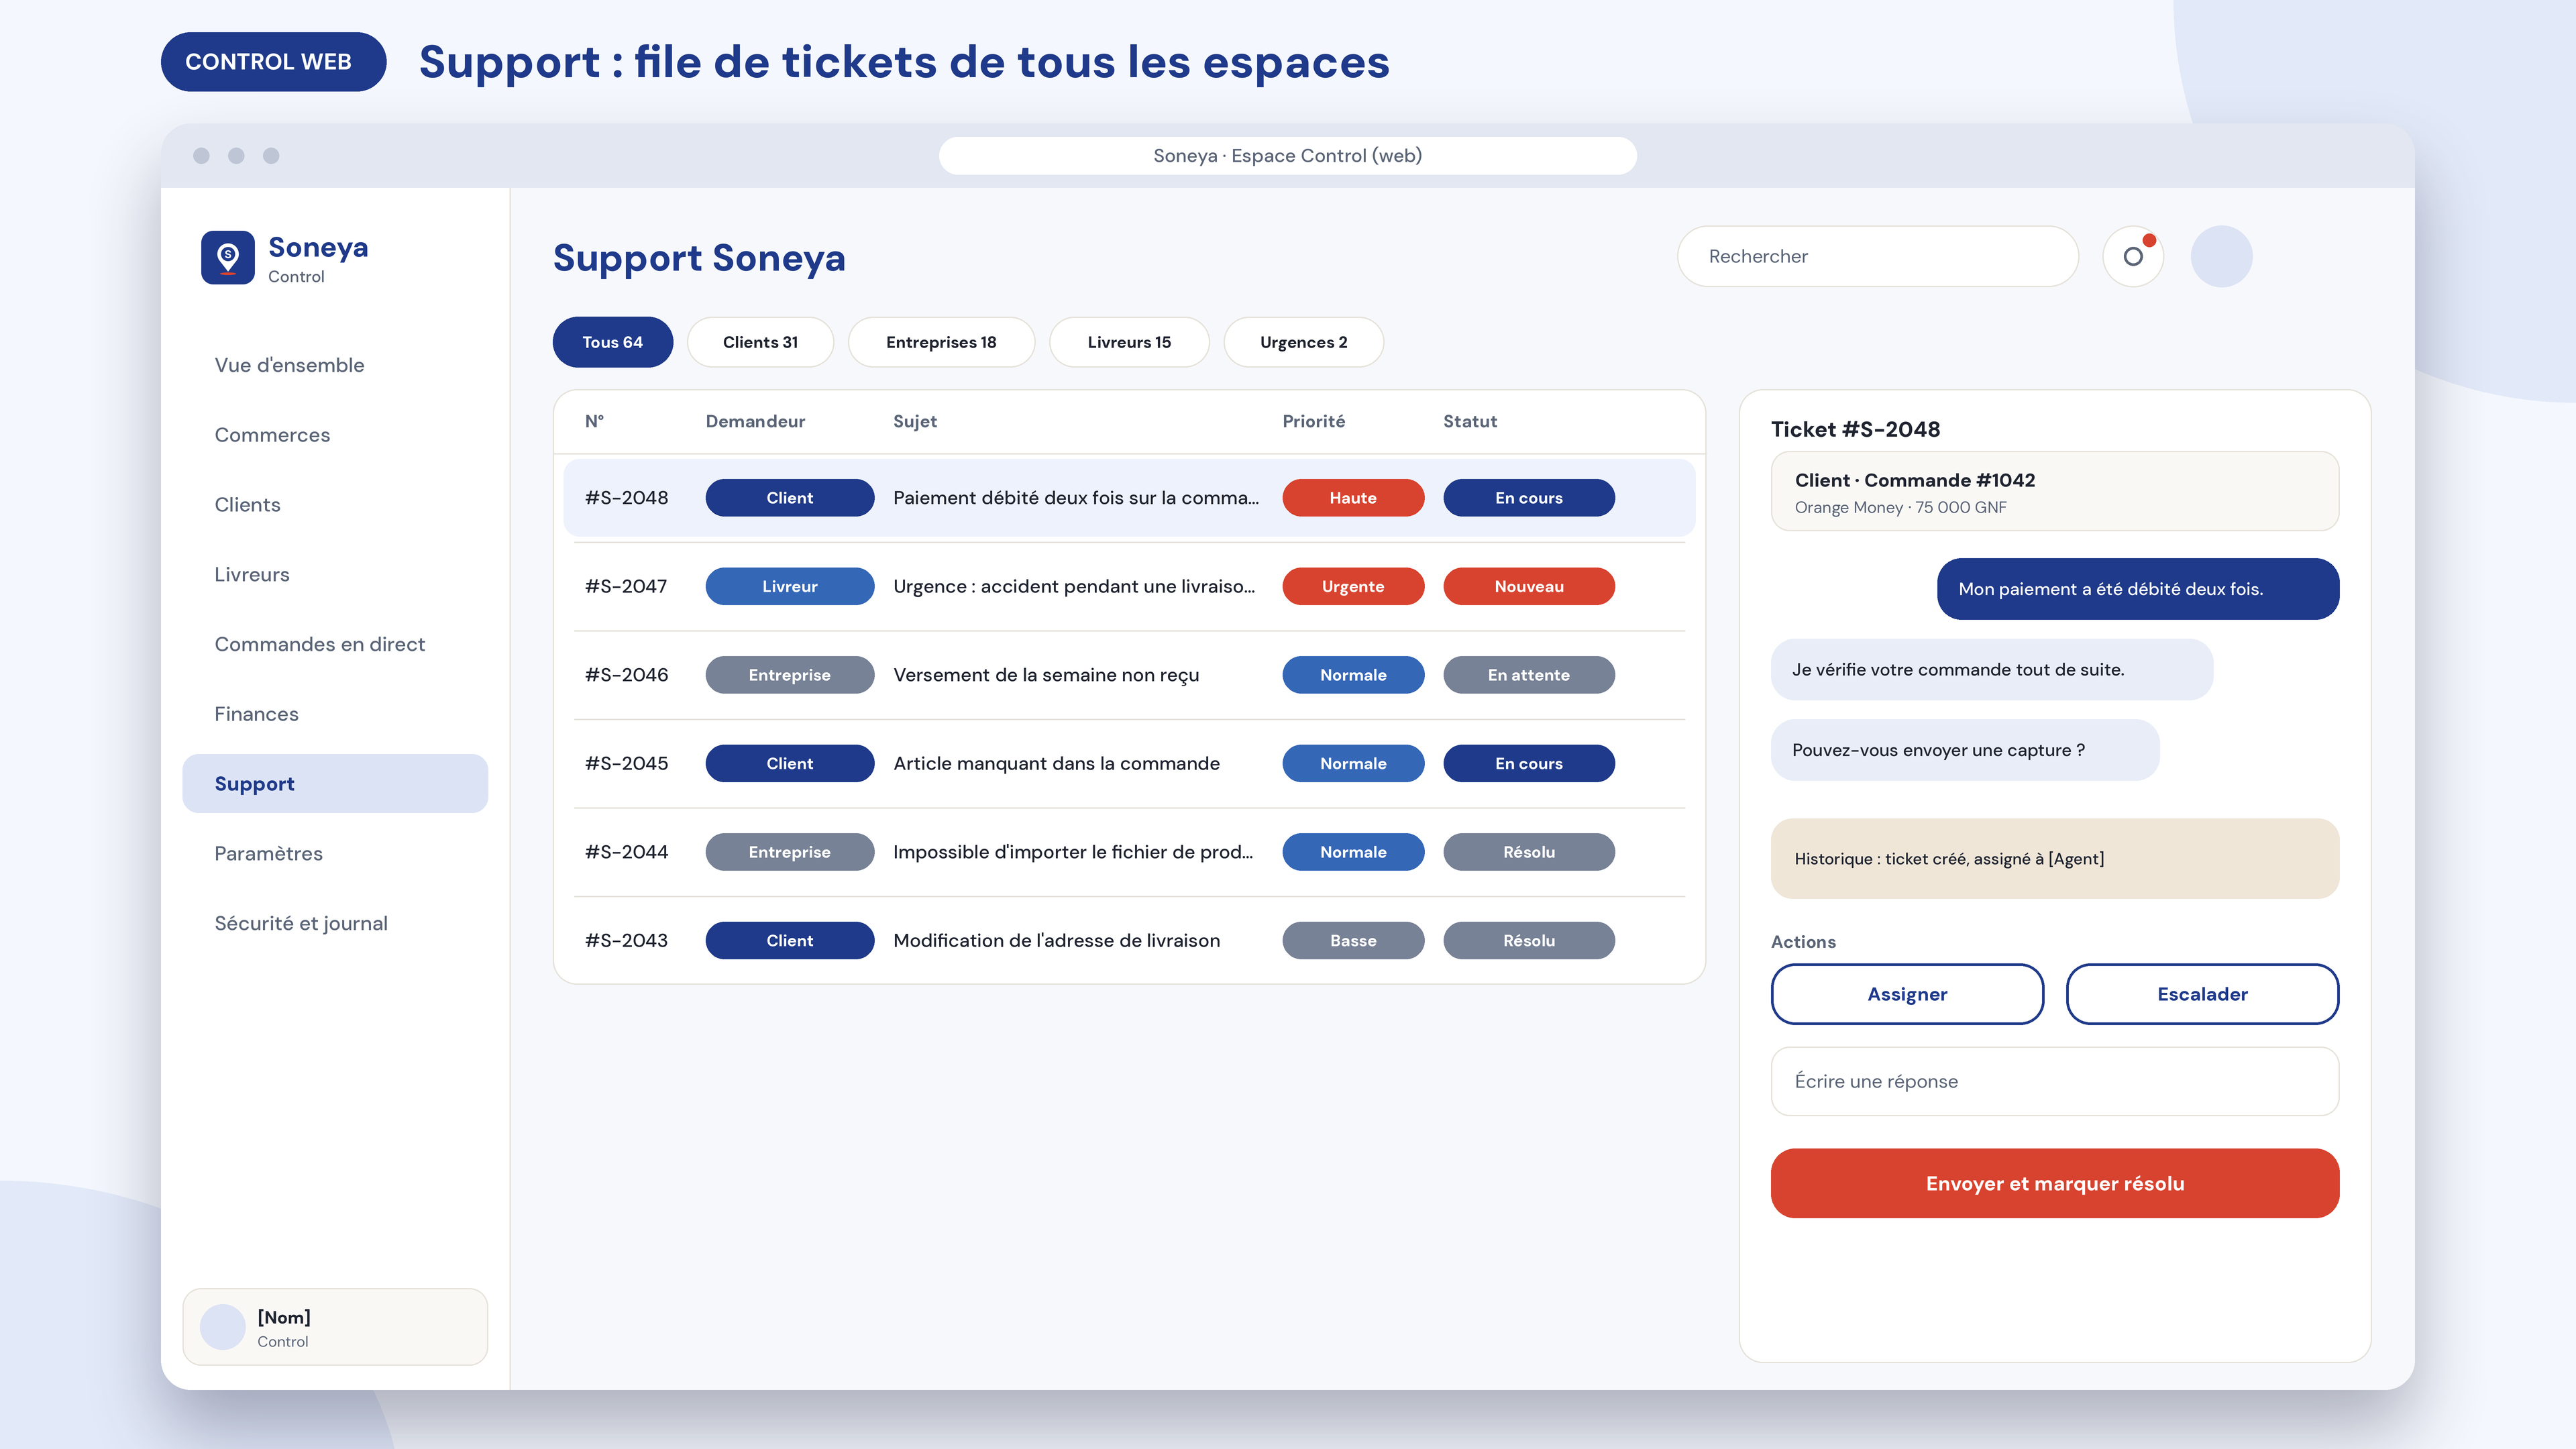 CONTROL WEB
Support : file de tickets de tous les espaces
Soneya · Espace Control (web)
S
Soneya
Control
Vue d'ensemble
Commerces
Clients
Livreurs
Commandes en direct
Finances
Support
Paramètres
Sécurité et journal
[Nom]
Control
Support Soneya
Rechercher
Tous 64
Clients 31
Entreprises 18
Livreurs 15
Urgences 2
N° Demandeur Sujet Priorité Statut
#S-2048 Client Paiement débité deux fois sur la comma... Haute En cours
#S-2047 Livreur Urgence : accident pendant une livraiso... Urgente Nouveau
#S-2046 Entreprise Versement de la semaine non reçu Normale En attente
#S-2045 Client Article manquant dans la commande Normale En cours
#S-2044 Entreprise Impossible d'importer le fichier de prod... Normale Résolu
#S-2043 Client Modification de l'adresse de livraison Basse Résolu
Ticket #S-2048
Client · Commande #1042
Orange Money · 75 000 GNF
Mon paiement a été débité deux fois.
Je vérifie votre commande tout de suite.
Pouvez-vous envoyer une capture ?
Historique : ticket créé, assigné à [Agent]
Actions
Assigner
Escalader
Écrire une réponse
Envoyer et marquer résolu